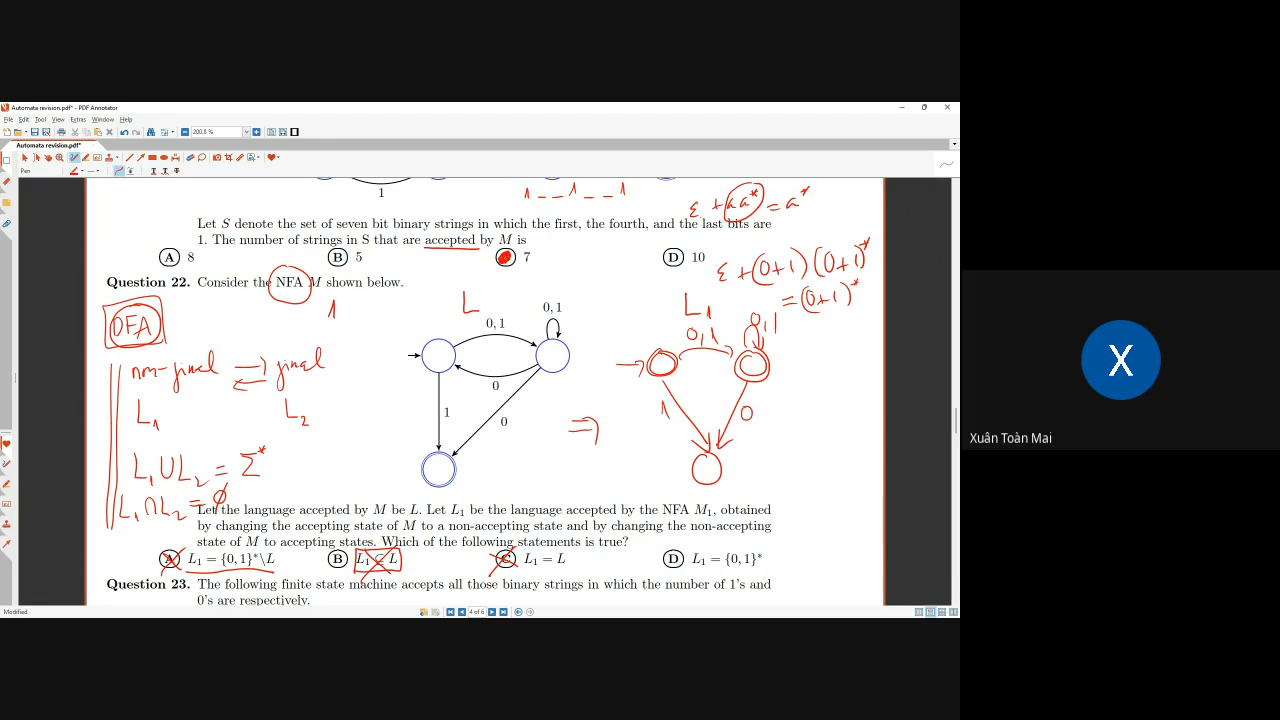 Automata revision.pdf* - PDF Annotator
File Edit Tool View Extras Window Help
200.8 %
Automata revision.pdf*
Pen
1
1 _ _ 1 _ _ 1
ε + aa* = a*
Let S denote the set of seven bit binary strings in which the first, the fourth, and the last bits are
1. The number of strings in S that are accepted by M is
A 8 B 5 7 D 10
ε + (0+1) (0+1)*
= (0+1)*
Question 22. Consider the NFA M shown below.
DFA
1
L
L1
0, 1
0, 1
0
1
0
0,1
0,1
1
0
non-final → final
L1 L2
⇒
L1 ∪ L2 = Σ*
L1 ∩ L2 = ∅
Let the language accepted by M be L. Let L1 be the language accepted by the NFA M1, obtained
by changing the accepting state of M to a non-accepting state and by changing the non-accepting
state of M to accepting states. Which of the following statements is true?
A L1 = {0, 1}*\L B L1 ⊆ L C L1 = L D L1 = {0, 1}*
Question 23. The following finite state machine accepts all those binary strings in which the number of 1's and
0's are respectively.
Modified
4 of 6
X
Xuân Toàn Mai